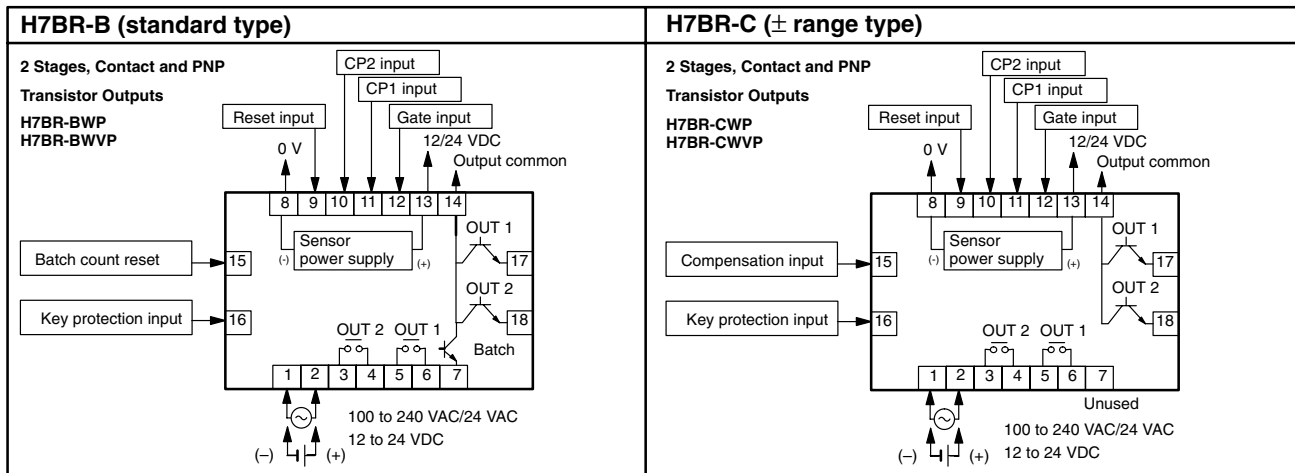 H7BR-B (standard type)
2 Stages, Contact and PNP
Transistor Outputs
H7BR-BWP
H7BR-BWVP
CP2 input
CP1 input
Reset input
Gate input
12/24 VDC
0 V
Output common
8 9 10 11 12 13 14
OUT 1
Sensor
power supply
(-)
(+)
Batch count reset
15
17
OUT 2
Key protection input
16
18
OUT 2
OUT 1
Batch
1 2 3 4 5 6 7
100 to 240 VAC/24 VAC
12 to 24 VDC
(–)
(+)
H7BR-C (± range type)
2 Stages, Contact and PNP
Transistor Outputs
H7BR-CWP
H7BR-CWVP
CP2 input
CP1 input
Reset input
Gate input
12/24 VDC
0 V
Output common
8 9 10 11 12 13 14
OUT 1
Sensor
power supply
(-)
(+)
Compensation input
15
17
OUT 2
Key protection input
16
18
OUT 2
OUT 1
1 2 3 4 5 6 7
Unused
100 to 240 VAC/24 VAC
12 to 24 VDC
(–)
(+)